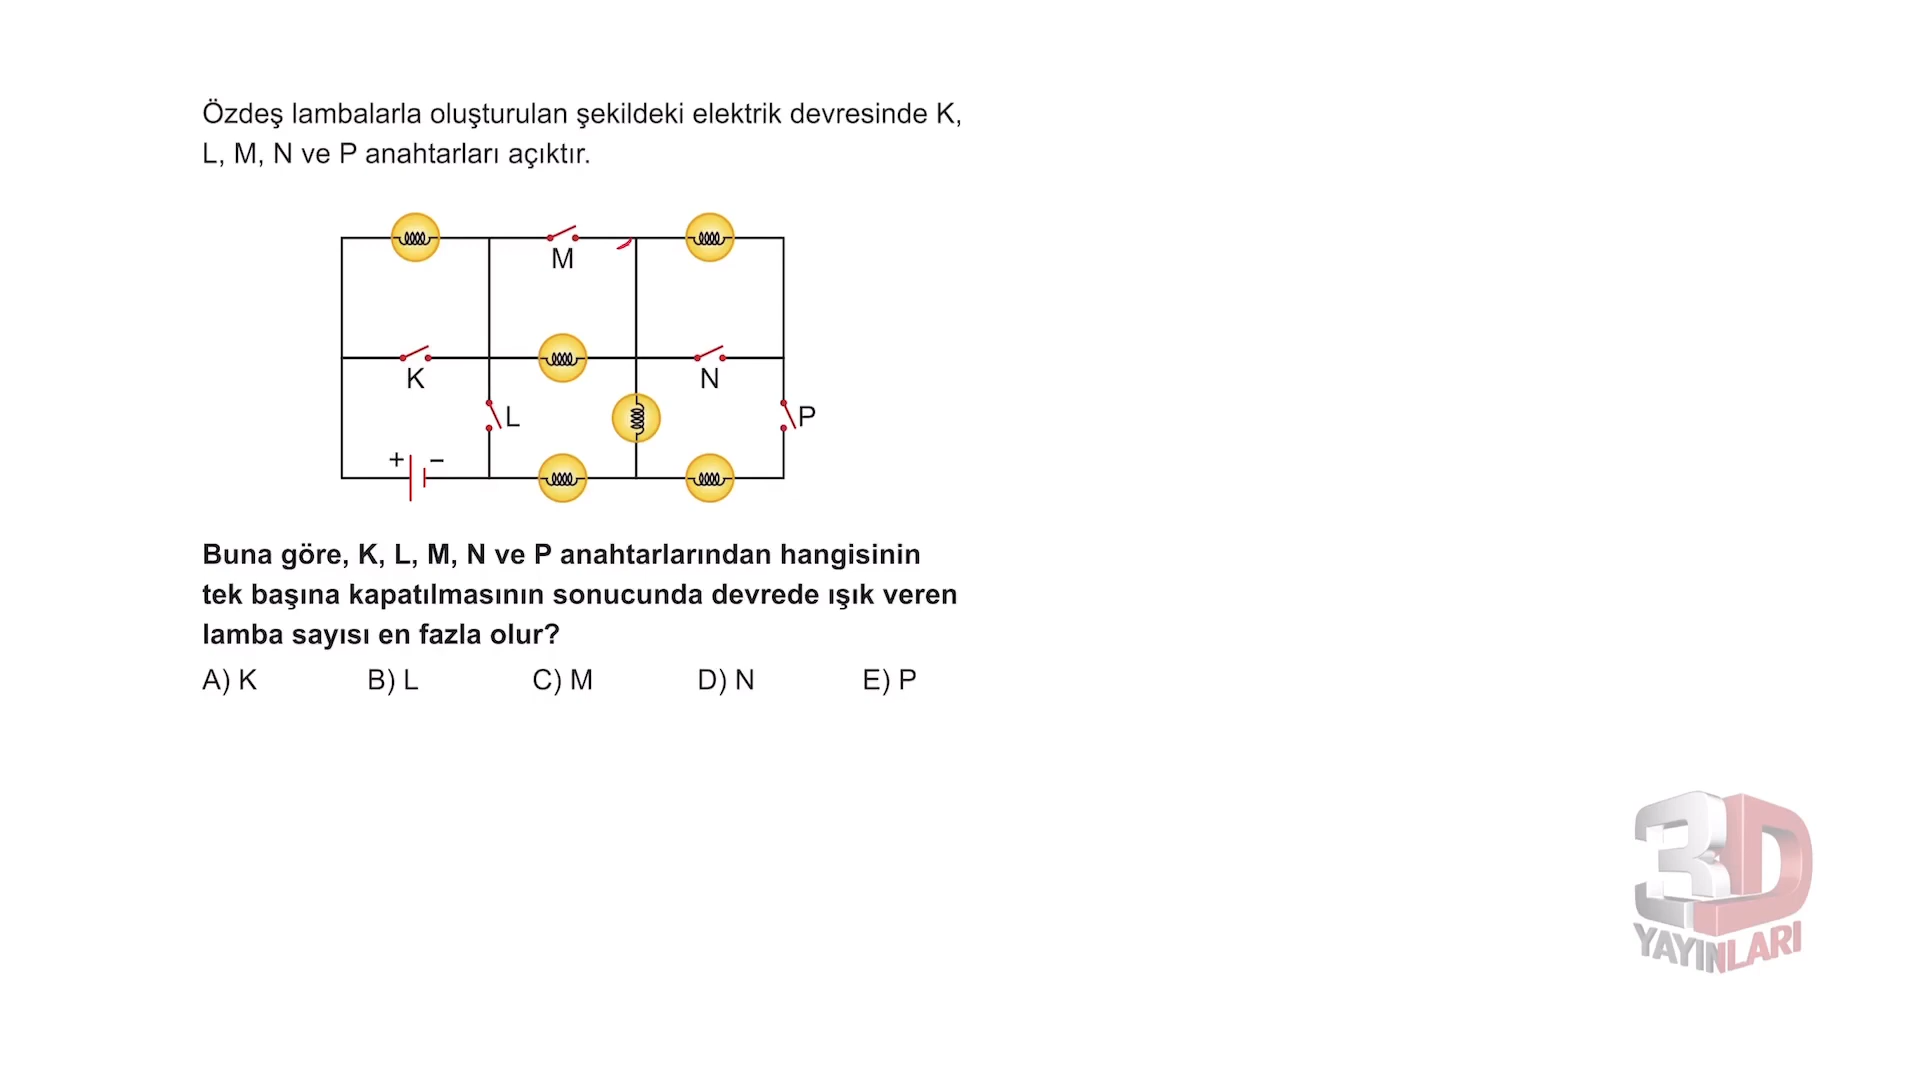 Özdeş lambalarla oluşturulan şekildeki elektrik devresinde K,
L, M, N ve P anahtarları açıktır.
M
K
N
L
P
+
–
Buna göre, K, L, M, N ve P anahtarlarından hangisinin
tek başına kapatılmasının sonucunda devrede ışık veren
lamba sayısı en fazla olur?
A) K B) L C) M D) N E) P
3D
YAYINLARI